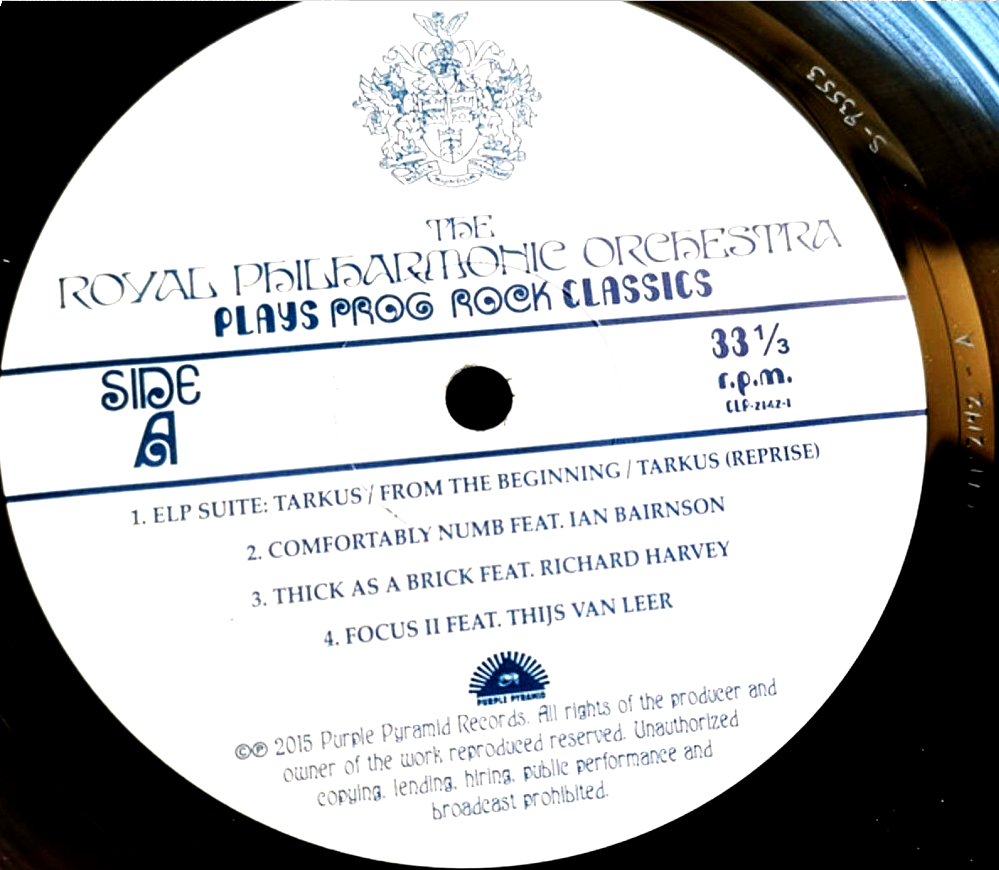 THE
ROYAL PHILHARMONIC ORCHESTRA
PLAYS PROG ROCK CLASSICS
SIDE
A
33 1/3
r.p.m.
CLP-2142-1
1. ELP SUITE: TARKUS / FROM THE BEGINNING / TARKUS (REPRISE)
2. COMFORTABLY NUMB FEAT. IAN BAIRNSON
3. THICK AS A BRICK FEAT. RICHARD HARVEY
4. FOCUS II FEAT. THIJS VAN LEER
PURPLE PYRAMID
©℗ 2015 Purple Pyramid Records. All rights of the producer and
owner of the work reproduced reserved. Unauthorized
copying, lending, hiring, public performance and
broadcast prohibited.
S-93553